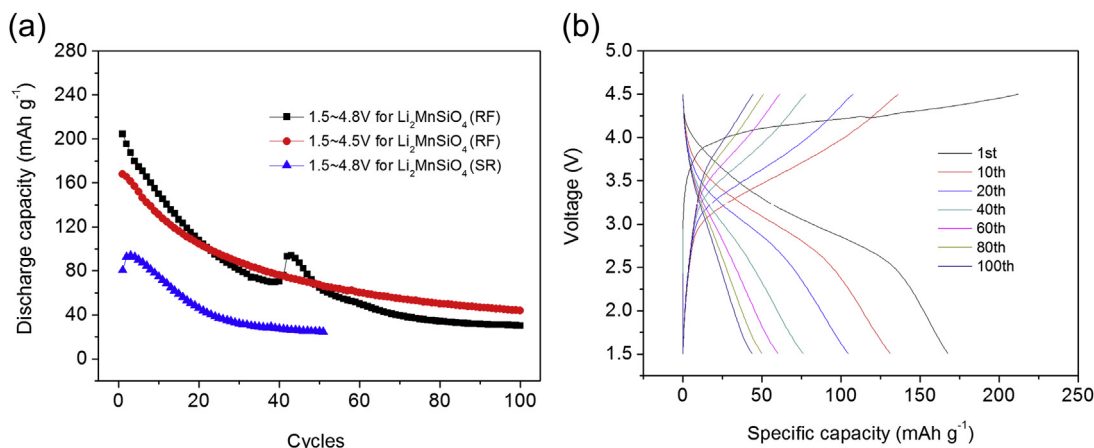 (a)
Discharge capacity (mAh g⁻¹)
280
240
200
160
120
80
40
0
1.5~4.8V for Li₂MnSiO₄ (RF)
1.5~4.5V for Li₂MnSiO₄ (RF)
1.5~4.8V for Li₂MnSiO₄ (SR)
0 20 40 60 80 100
Cycles
(b)
Voltage (V)
5.0
4.5
4.0
3.5
3.0
2.5
2.0
1.5
1st
10th
20th
40th
60th
80th
100th
0 50 100 150 200 250
Specific capacity (mAh g⁻¹)